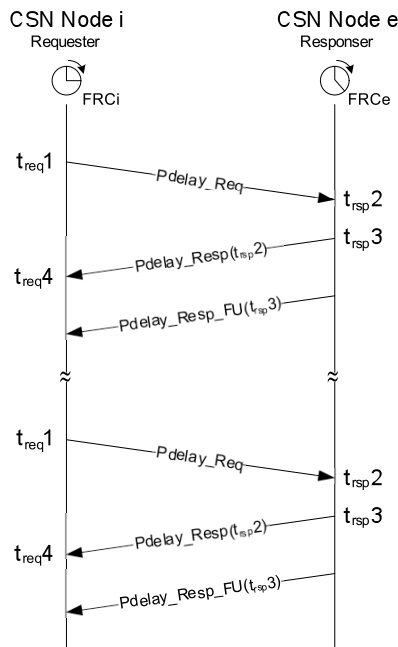 CSN Node i CSN Node e
Requester Responser
FRCi FRCe
treq1
Pdelay_Req
trsp2
trsp3
Pdelay_Resp(trsp2)
treq4
Pdelay_Resp_FU(trsp3)
≈ ≈
treq1
Pdelay_Req
trsp2
trsp3
Pdelay_Resp(trsp2)
treq4
Pdelay_Resp_FU(trsp3)